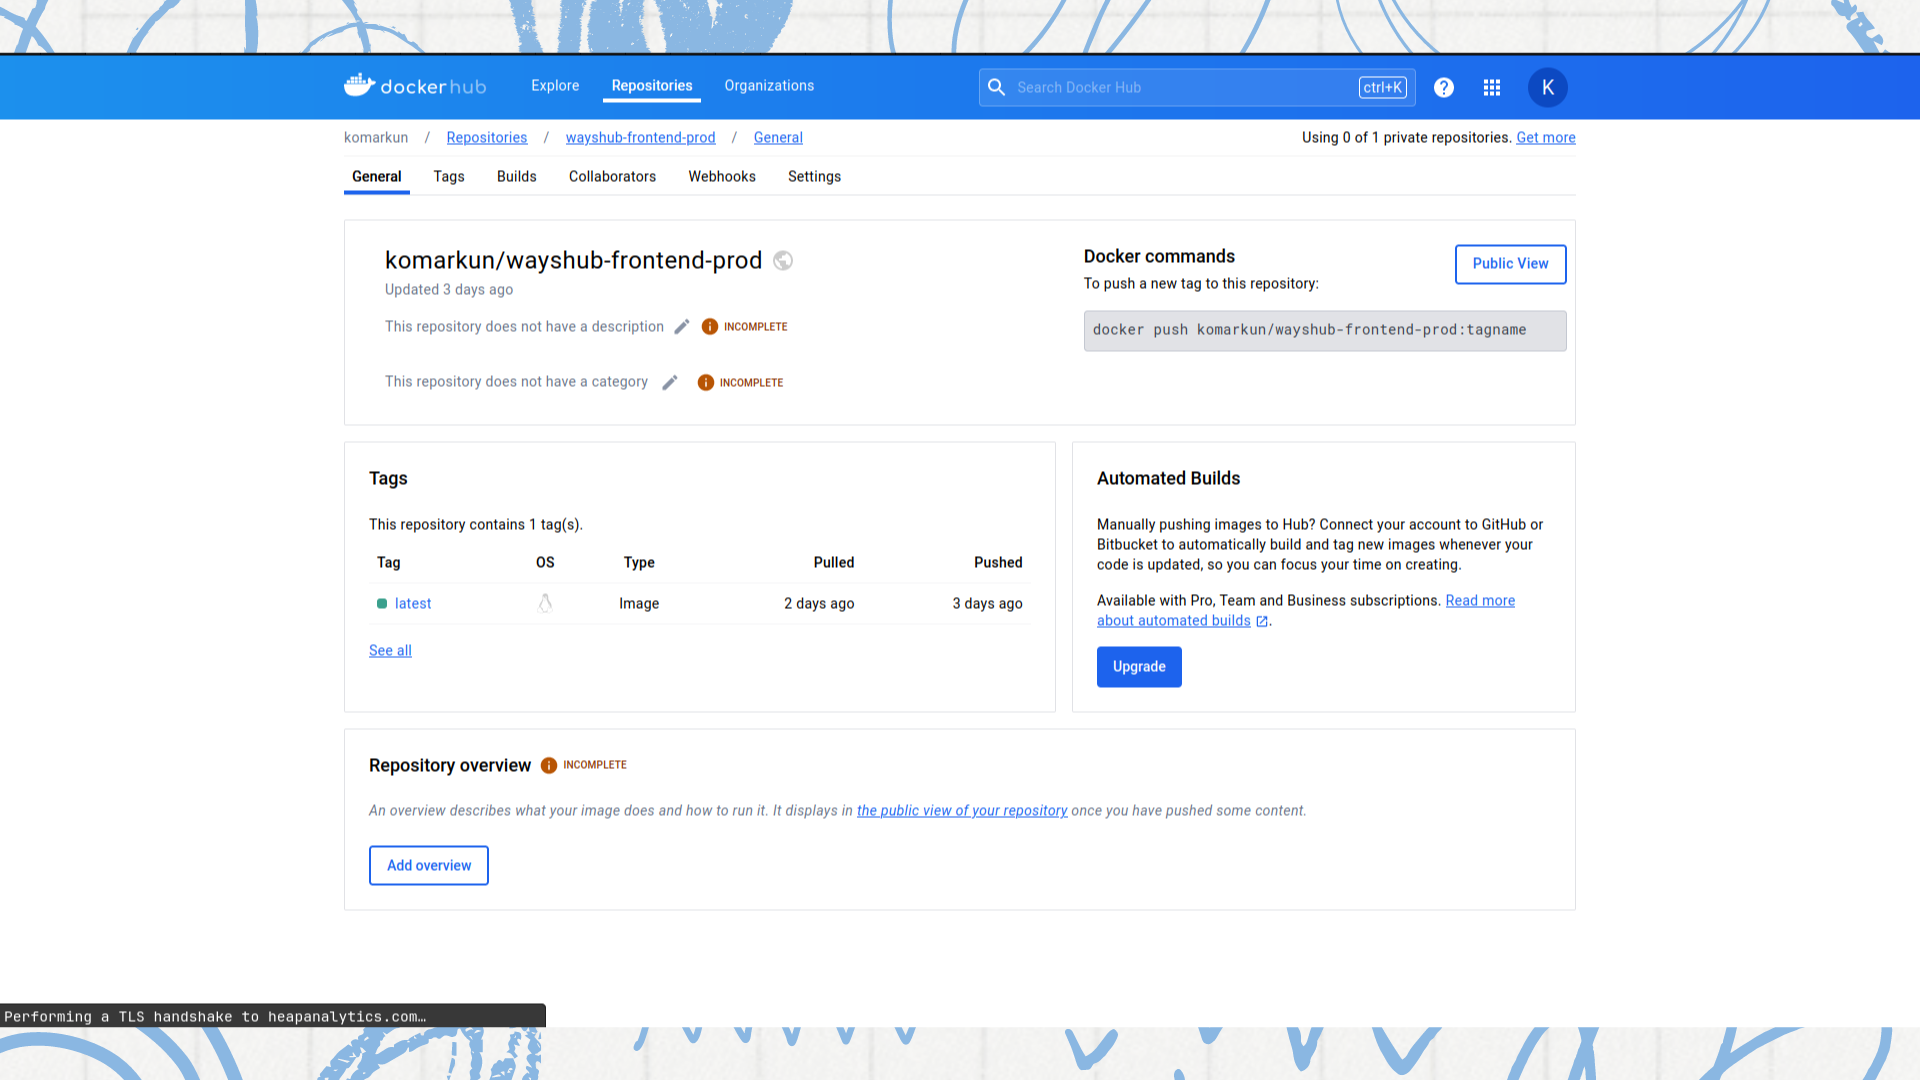 dockerhub Explore Repositories Organizations Search Docker Hub ctrl+K ? K
komarkun / Repositories / wayshub-frontend-prod / General Using 0 of 1 private repositories. Get more
General Tags Builds Collaborators Webhooks Settings
komarkun/wayshub-frontend-prod
Updated 3 days ago
This repository does not have a description INCOMPLETE
This repository does not have a category INCOMPLETE
Docker commands
Public View
To push a new tag to this repository:
docker push komarkun/wayshub-frontend-prod:tagname
Tags
This repository contains 1 tag(s).
Tag OS Type Pulled Pushed
latest Image 2 days ago 3 days ago
See all
Automated Builds
Manually pushing images to Hub? Connect your account to GitHub or
Bitbucket to automatically build and tag new images whenever your
code is updated, so you can focus your time on creating.
Available with Pro, Team and Business subscriptions. Read more
about automated builds .
Upgrade
Repository overview INCOMPLETE
An overview describes what your image does and how to run it. It displays in the public view of your repository once you have pushed some content.
Add overview
Performing a TLS handshake to heapanalytics.com…